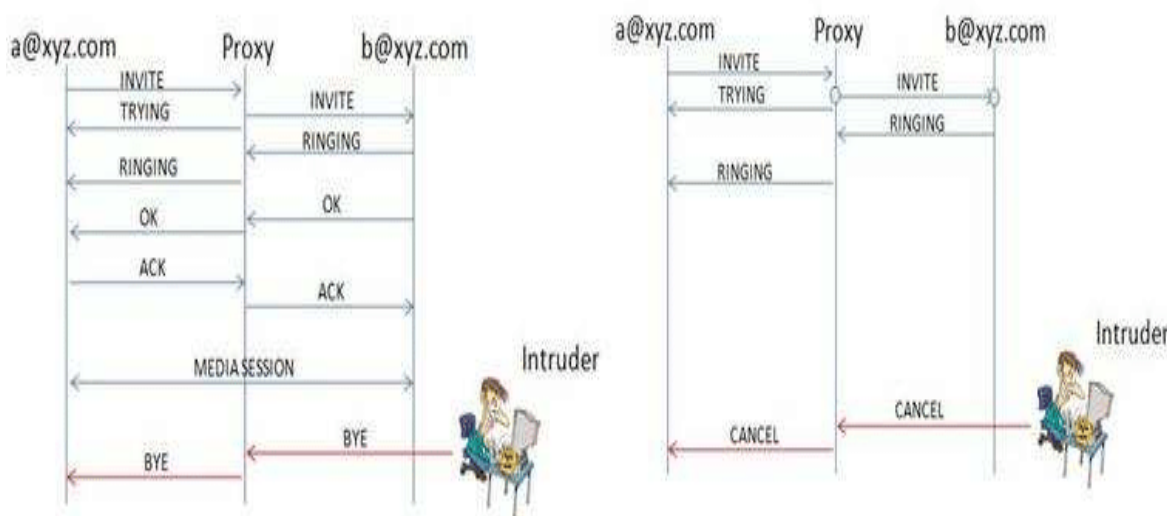 a@xyz.com
Proxy
b@xyz.com
INVITE
TRYING
INVITE
RINGING
RINGING
OK
OK
ACK
ACK
MEDIA SESSION
Intruder
BYE
BYE
a@xyz.com
Proxy
b@xyz.com
INVITE
INVITE
TRYING
RINGING
RINGING
Intruder
CANCEL
CANCEL